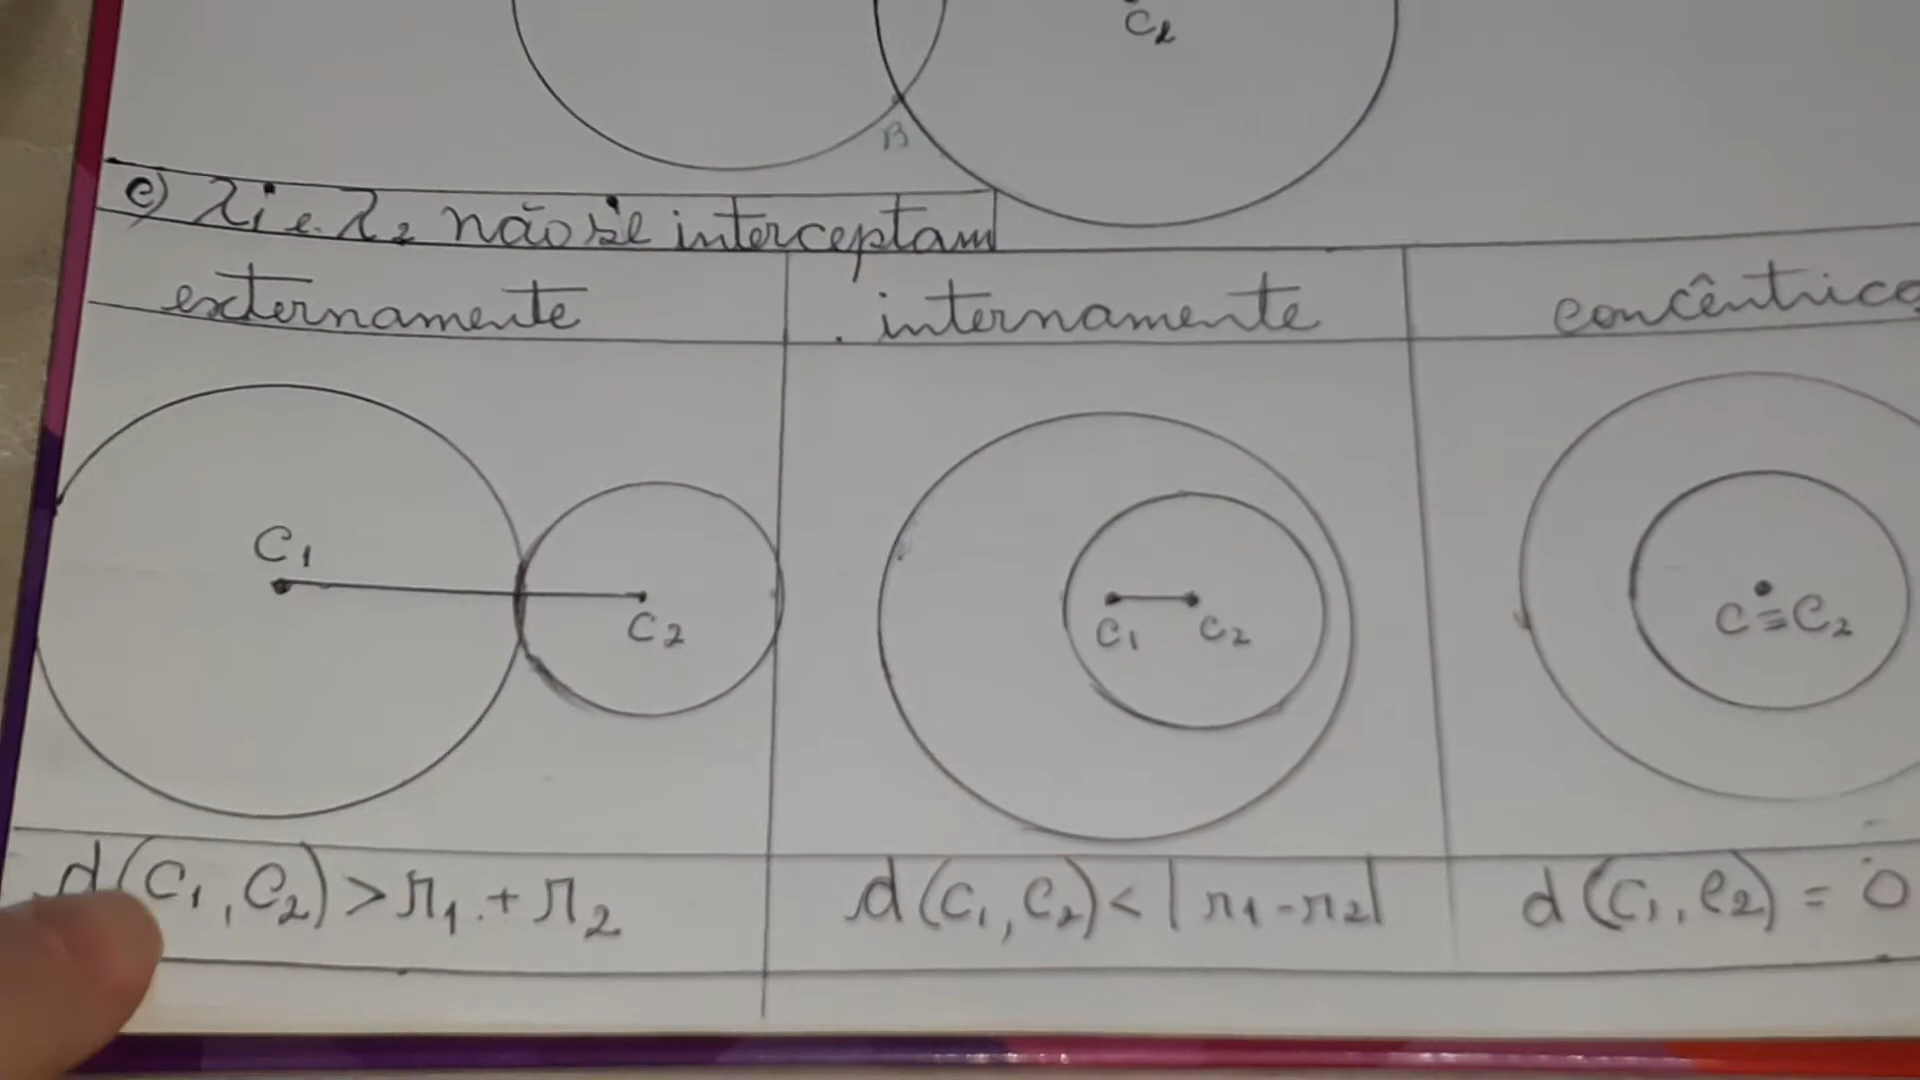 C₂
B
c) λ₁ e λ₂ não se interceptam
externamente
internamente
concêntrica
C₁
C₂
C₁ C₂
C=C₂
d(C₁,C₂)>r₁+r₂
d(C₁,C₂)<|r₁-r₂|
d(C₁,C₂)=0